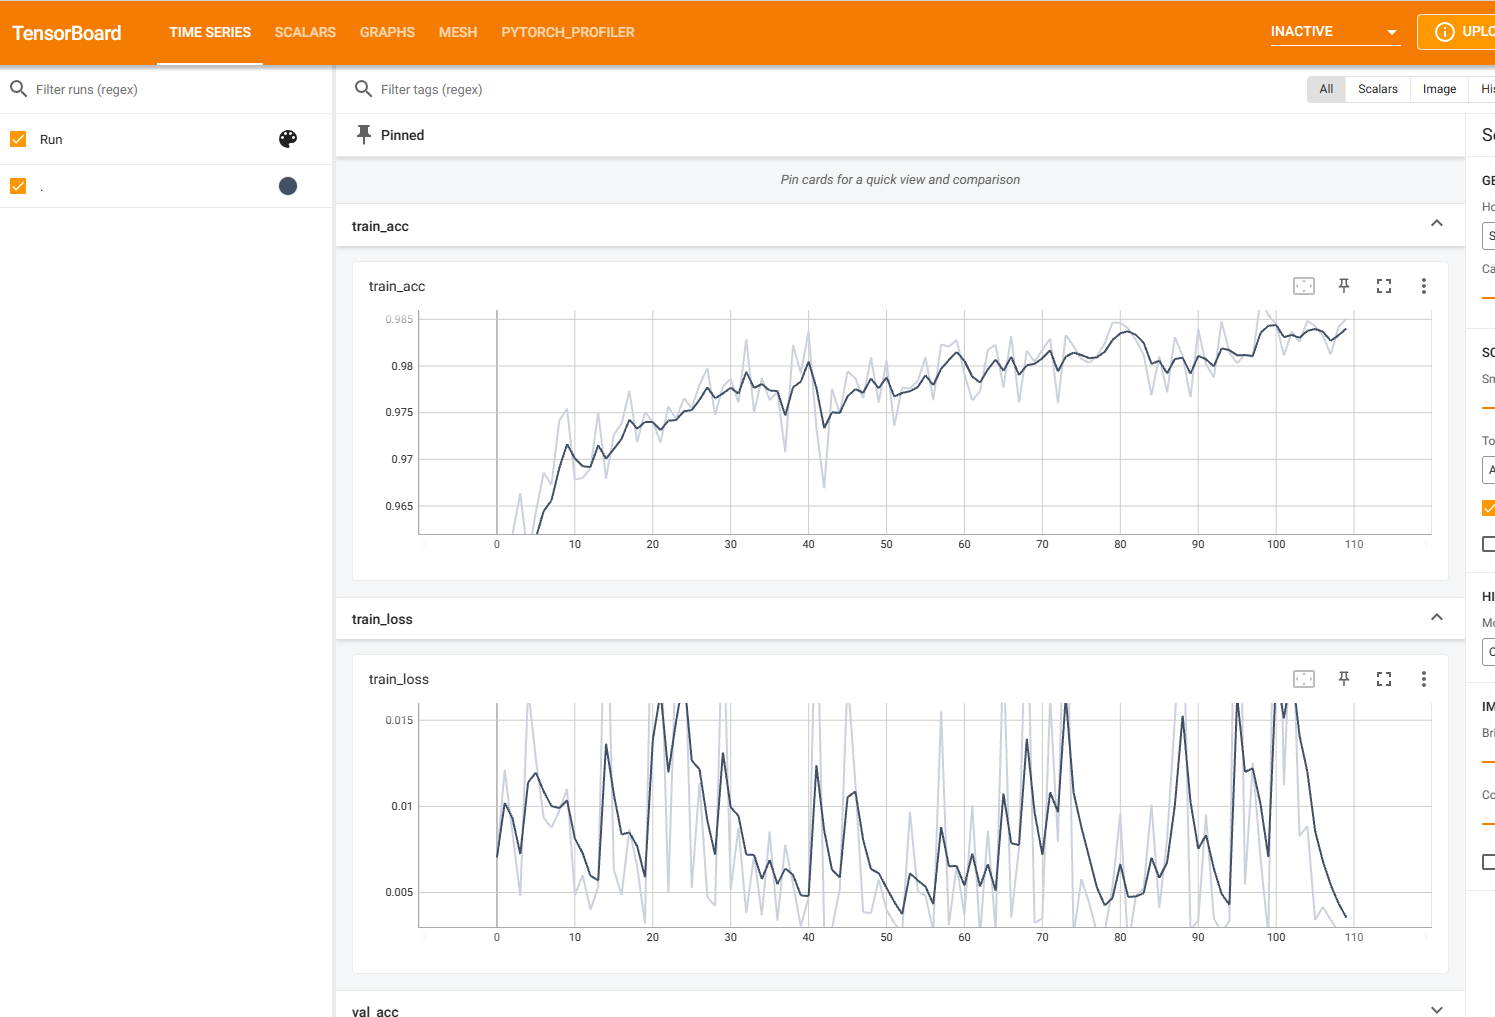 TensorBoard
TIME SERIES
SCALARS
GRAPHS
MESH
PYTORCH_PROFILER
INACTIVE
UPLO
Filter runs (regex)
Filter tags (regex)
All
Scalars
Image
His
Run
.
Pinned
Pin cards for a quick view and comparison
train_acc
train_acc
0.985
0.98
0.975
0.97
0.965
0 10 20 30 40 50 60 70 80 90 100 110
train_loss
train_loss
0.015
0.01
0.005
0 10 20 30 40 50 60 70 80 90 100 110
val_acc
GE
Ho
S
Ca
SC
Sm
To
A
HI
Mo
IM
Bri
Co